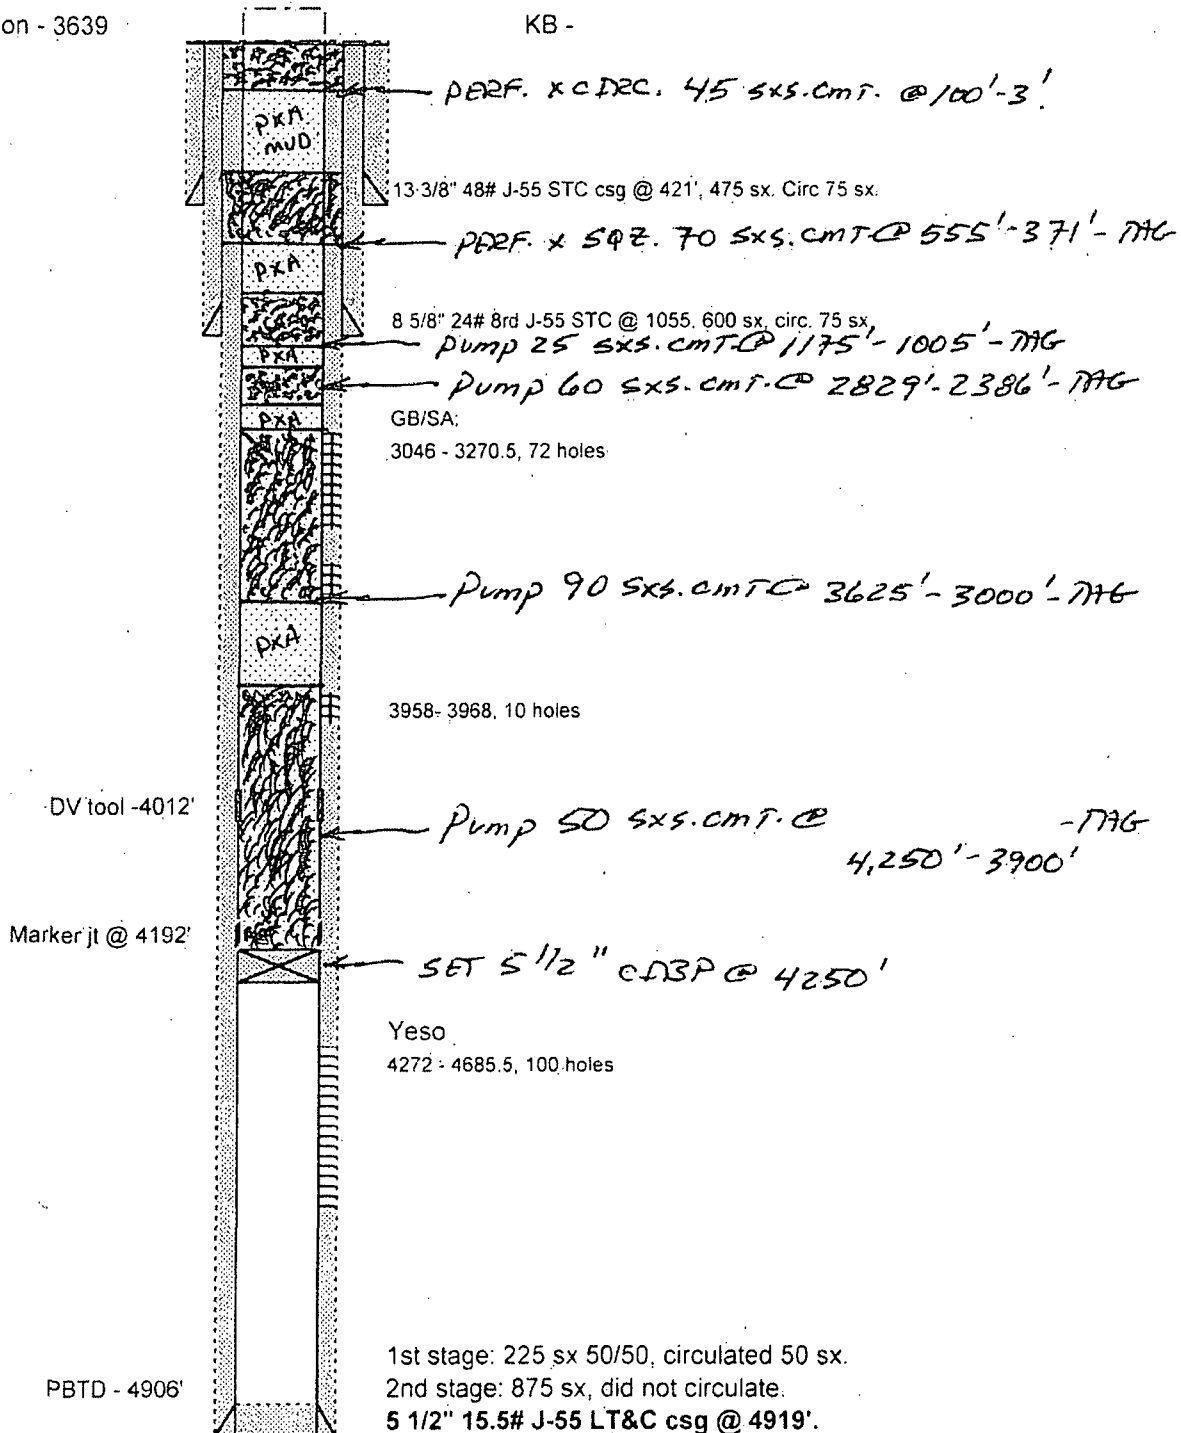 on - 3639
KB -
PERF. X CIRC. 45 SXS.CMT. @ 100'-3'.
PXA
MUD
13-3/8" 48# J-55 STC csg @ 421', 475 sx. Circ 75 sx.
PERF. X SQZ. 70 SXS.CMT @ 555'-371'-TAG
PXA
8 5/8" 24# 8rd J-55 STC @ 1055. 600 sx, circ. 75 sx.
PUMP 25 SXS.CMT @ 1175'-1005'-TAG
PXA
PUMP 60 SXS.CMT. @ 2829'-2386'-TAG
PXA
GB/SA;
3046 - 3270.5, 72 holes
PUMP 90 SXS.CMT @ 3625'-3000'-TAG
PXA
3958- 3968, 10 holes
DV tool -4012'
PUMP 50 SXS.CMT. @ -TAG
4,250'-3900'
Marker jt @ 4192'
SET 5 1/2" CIBP @ 4250'
Yeso
4272 - 4685.5, 100 holes
1st stage: 225 sx 50/50, circulated 50 sx.
PBTD - 4906'
2nd stage: 875 sx, did not circulate.
5 1/2" 15.5# J-55 LT&C csg @ 4919'.